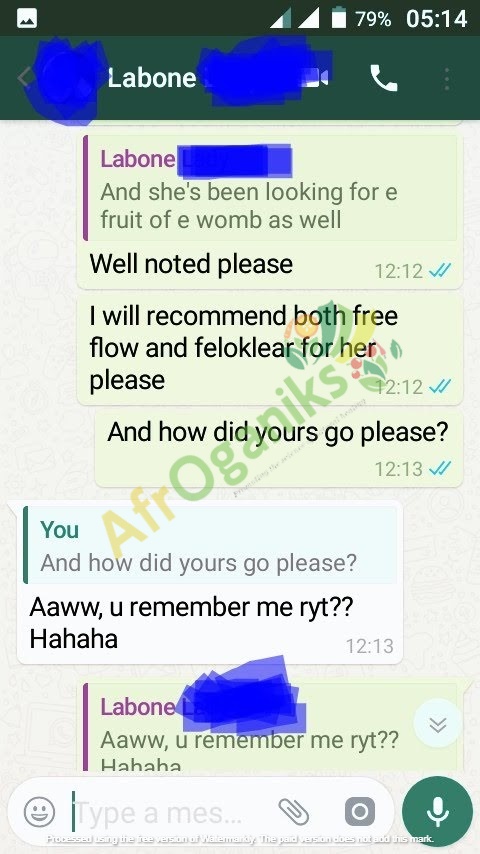 79% 05:14
Labone
Labone Lady
And she's been looking for e
fruit of e womb as well
Well noted please
12:12
I will recommend both free
flow and feloklear for her
please
12:12
And how did yours go please?
12:13
AfrOganiks
You
And how did yours go please?
Aaww, u remember me ryt??
Hahaha
12:13
Labone
Aaww, u remember me ryt??
Hahaha
Type a mes...
Processed using the free version of Watermarkly. The paid version does not add this mark.